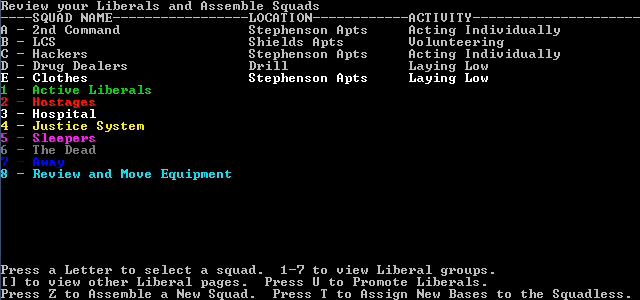 Review your Liberals and Assemble Squads
----SQUAD NAME-----------------LOCATION------------ACTIVITY--------------------
A - 2nd Command                Stephenson Apts     Acting Individually
B - LCS                        Shields Apts        Volunteering
C - Hackers                    Stephenson Apts     Acting Individually
D - Drug Dealers               Drill               Laying Low
E - Clothes                    Stephenson Apts     Laying Low
1 - Active Liberals
2 - Hostages
3 - Hospital
4 - Justice System
5 - Sleepers
6 - The Dead
7 - Away
8 - Review and Move Equipment
Press a Letter to select a squad.  1-7 to view Liberal groups.
[] to view other Liberal pages.  Press U to Promote Liberals.
Press Z to Assemble a New Squad.  Press T to Assign New Bases to the Squadless.